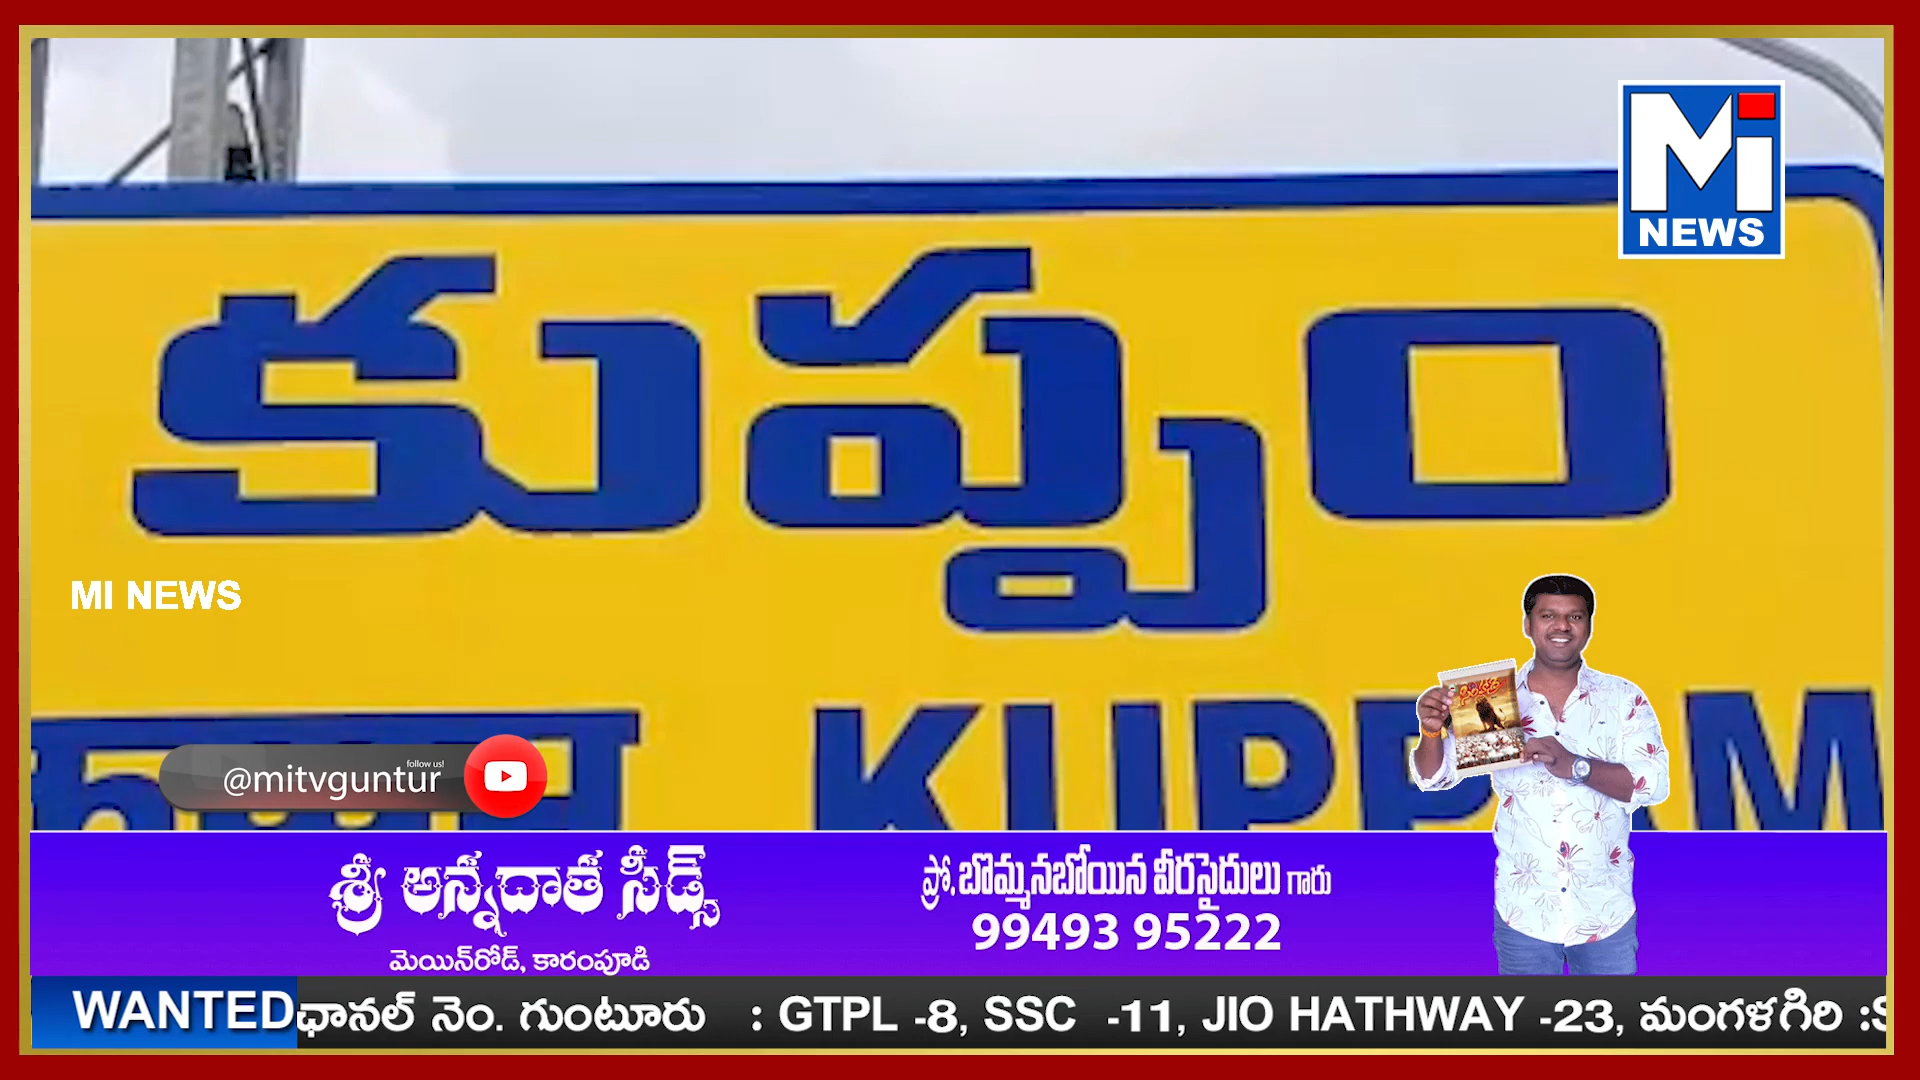 Mi
NEWS
కుప్పం
MI NEWS
KUPPAM
follow us!
@mitvguntur
శ్రీ అన్నదాత సీడ్స్
మెయిన్‌రోడ్, కారంపూడి
ప్రో. బొమ్మనబోయిన వీరసైదులు గారు
99493 95222
WANTED ఛానల్ నెం. గుంటూరు : GTPL -8, SSC -11, JIO HATHWAY -23, మంగళగిరి :S